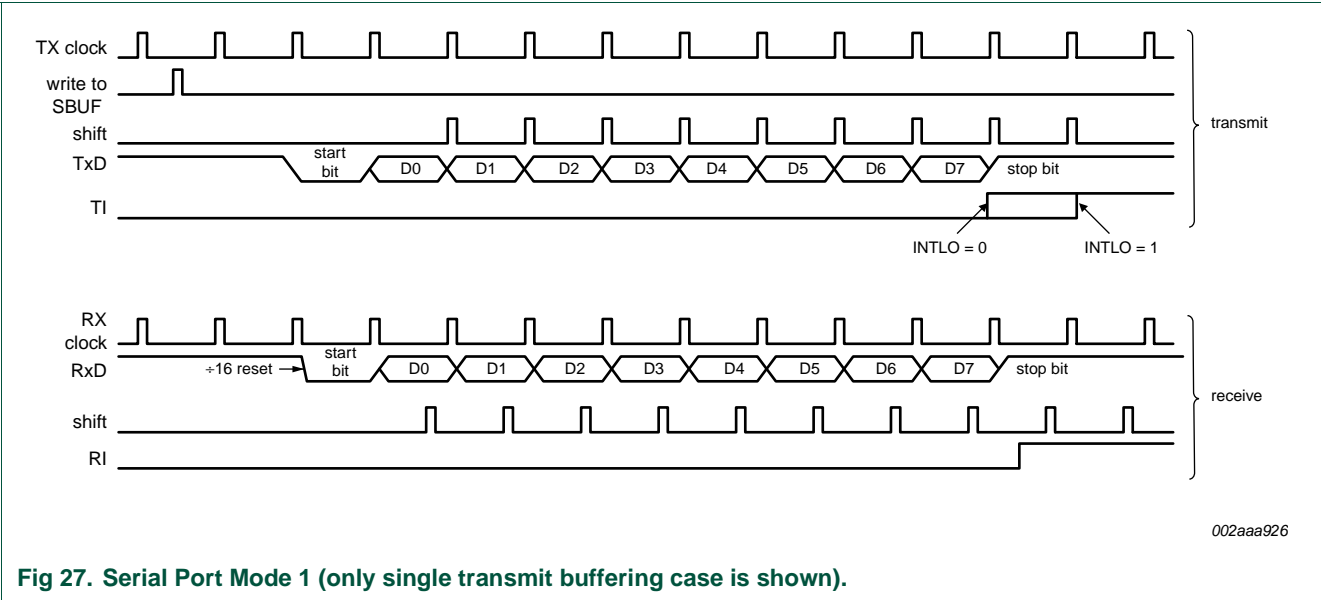 TX clock
write to
SBUF
shift
TxD
start
bit
D0 D1 D2 D3 D4 D5 D6 D7 stop bit
TI
INTLO = 0 INTLO = 1
transmit
RX
clock
RxD
÷16 reset
start
bit
D0 D1 D2 D3 D4 D5 D6 D7 stop bit
shift
RI
receive
002aaa926
Fig 27. Serial Port Mode 1 (only single transmit buffering case is shown).